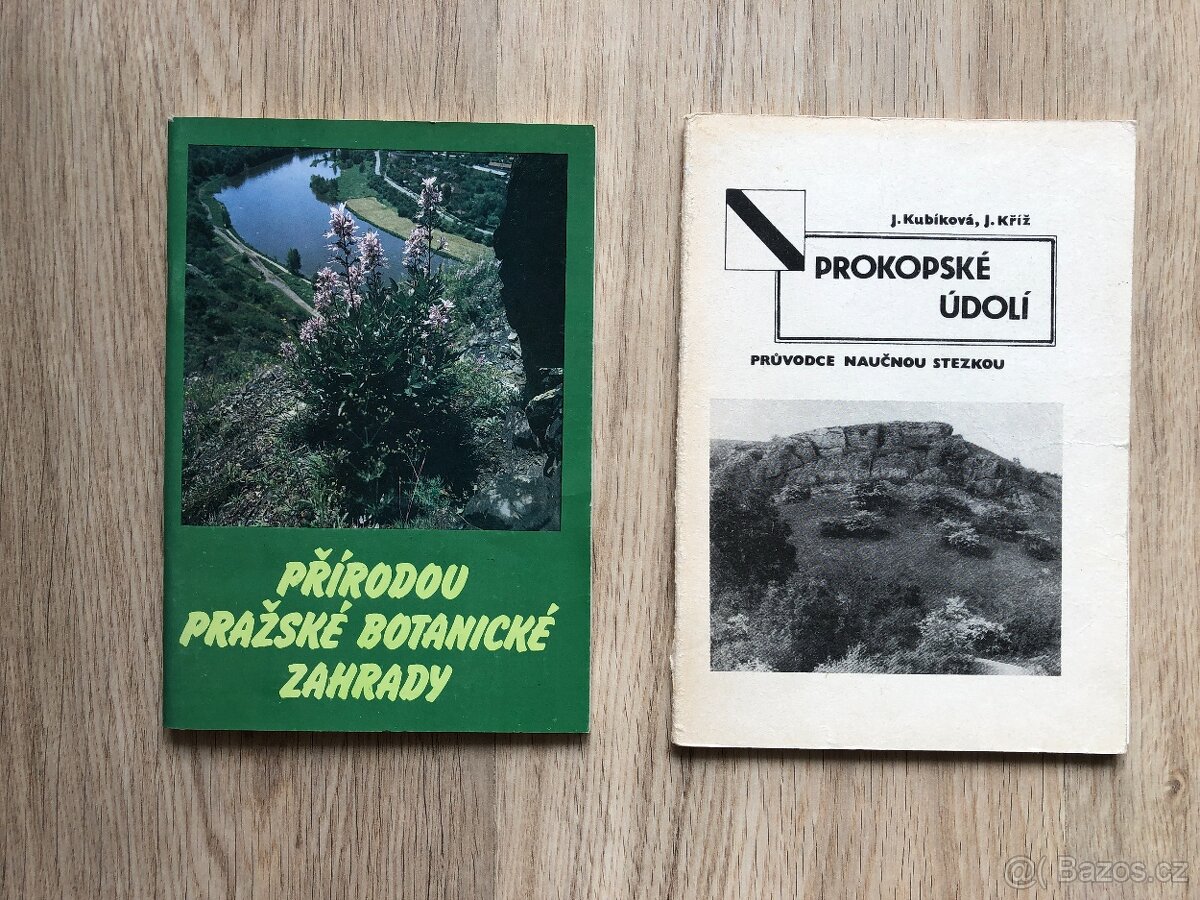 PŘÍRODOU
PRAŽSKÉ BOTANICKÉ
ZAHRADY
J. Kubíková, J. Kříž
PROKOPSKÉ
ÚDOLÍ
PRŮVODCE NAUČNOU STEZKOU
@( Bazos.cz